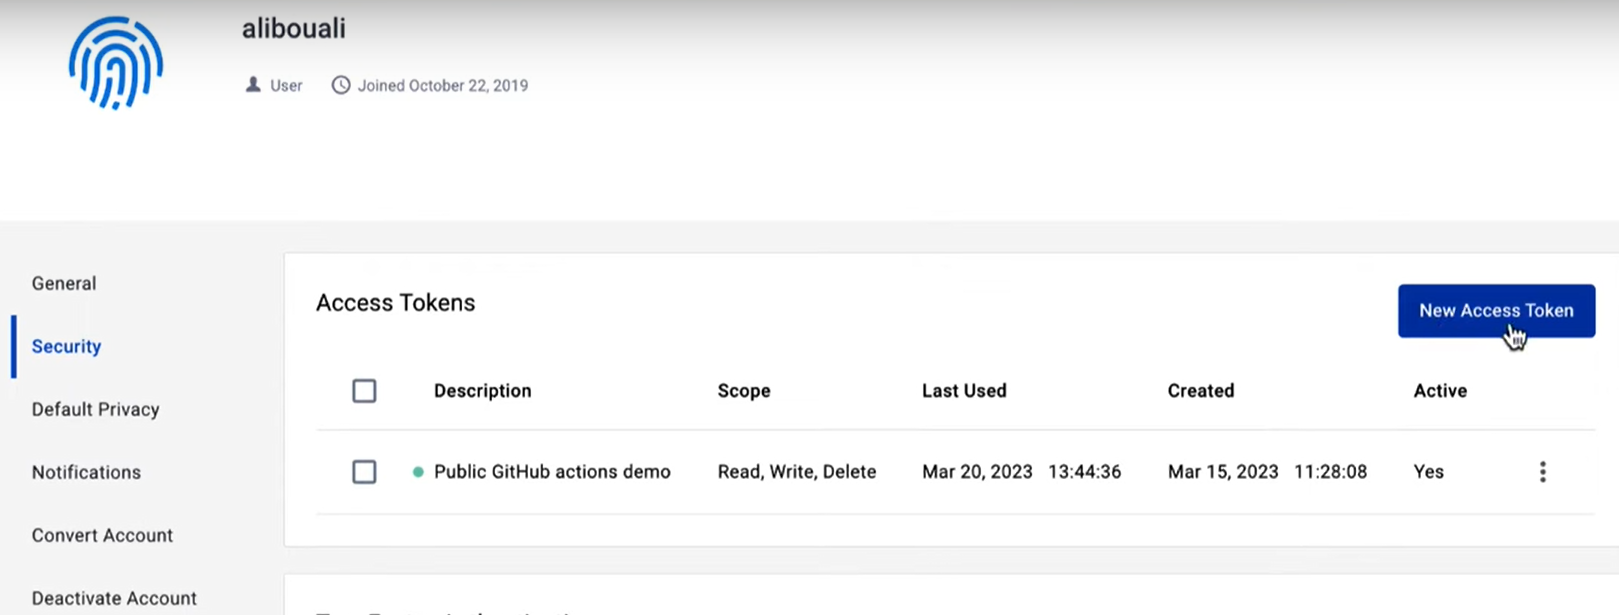 alibouali
User Joined October 22, 2019
General
Security
Default Privacy
Notifications
Convert Account
Deactivate Account
Access Tokens
New Access Token
Description Scope Last Used Created Active
Public GitHub actions demo Read, Write, Delete Mar 20, 2023 13:44:36 Mar 15, 2023 11:28:08 Yes